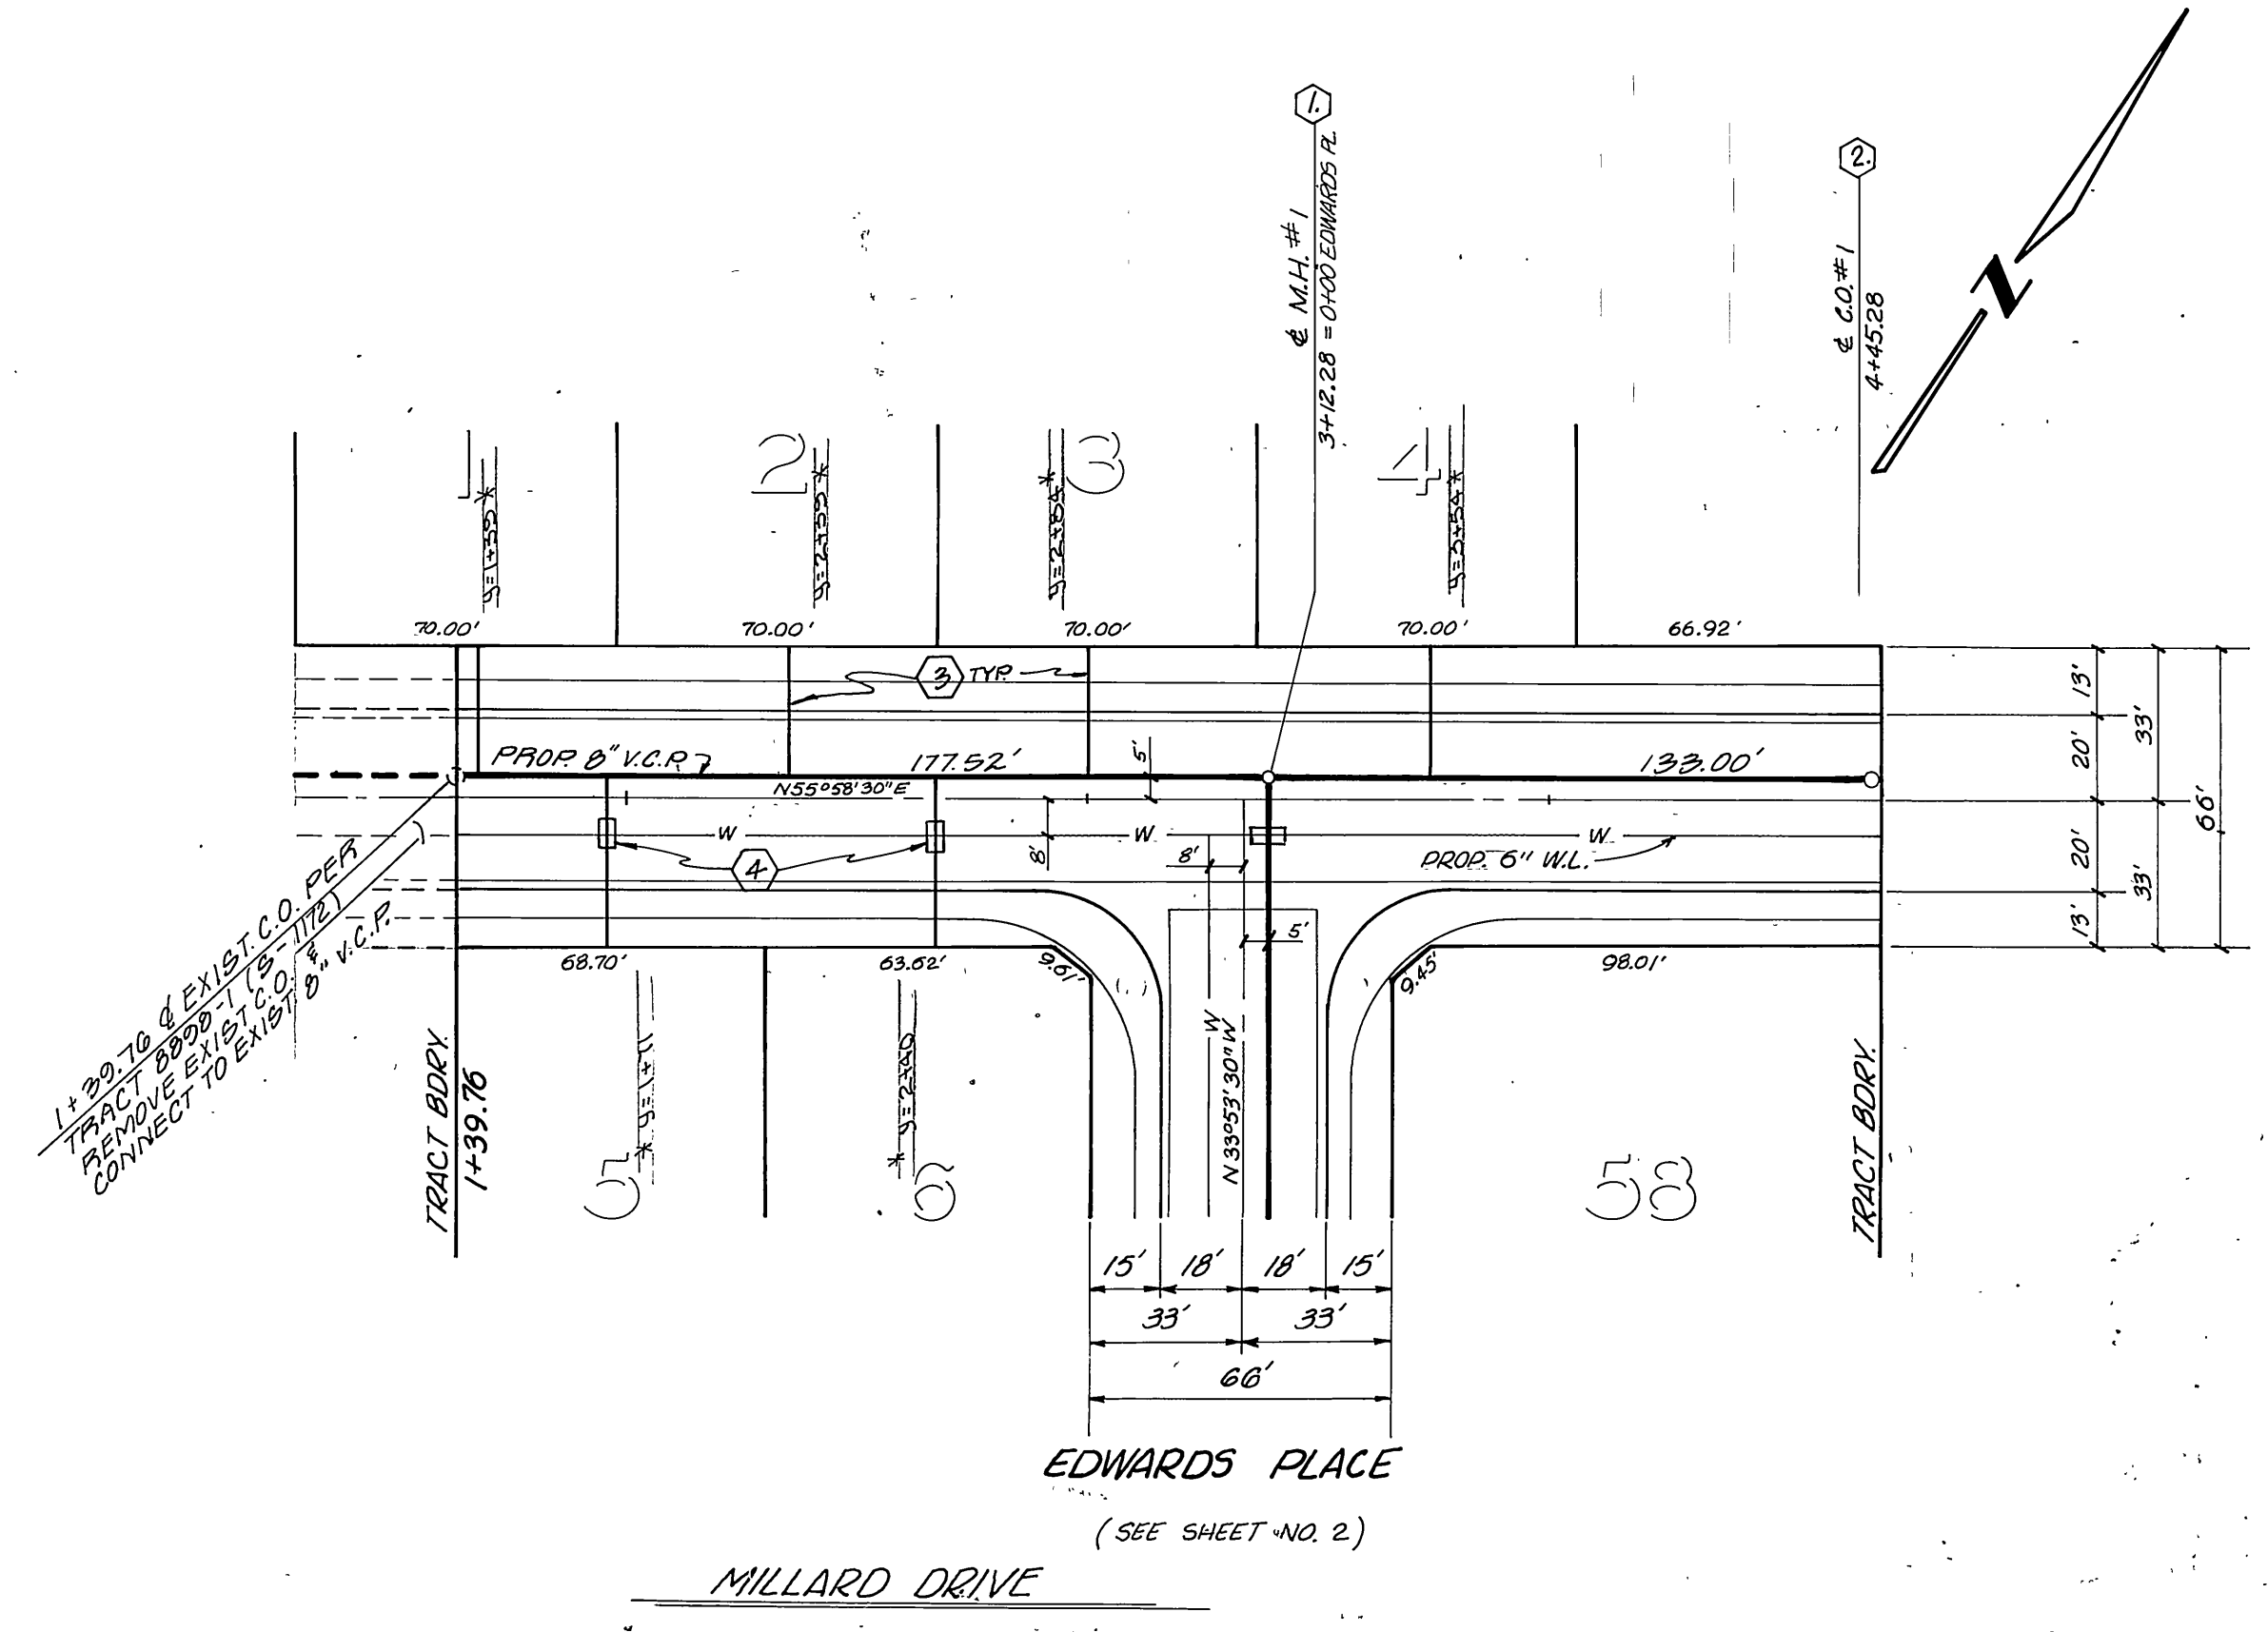 1.
℄ M.H. #1
3+12.28 = 0+00 EDWARDS PL.
2.
℄ C.O. #1
4+45.28
N
1
2
3
4
70.00'
70.00'
70.00'
70.00'
66.92'
3 TYP.
PROP. 8" V.C.P.
177.52'
5'
133.00'
N55°58'30"E
W
W
W
8'
8'
4
PROP. 6" W.L.
13'
20'
33'
66'
20'
33'
13'
68.70'
63.62'
9.61'
5'
9.45'
98.01'
1+39.76 ℄ EXIST. C.O. PER
TRACT 8898-1 (S-1172)
REMOVE EXIST C.O. &
CONNECT TO EXIST. 8" V.C.P.
TRACT BDRY.
1+39.76
* y=2+40
5
6
W
N33°53'30"W
58
TRACT BDRY.
15' 18' 18' 15'
33' 33'
66'
EDWARDS PLACE
(SEE SHEET NO. 2)
MILLARD DRIVE